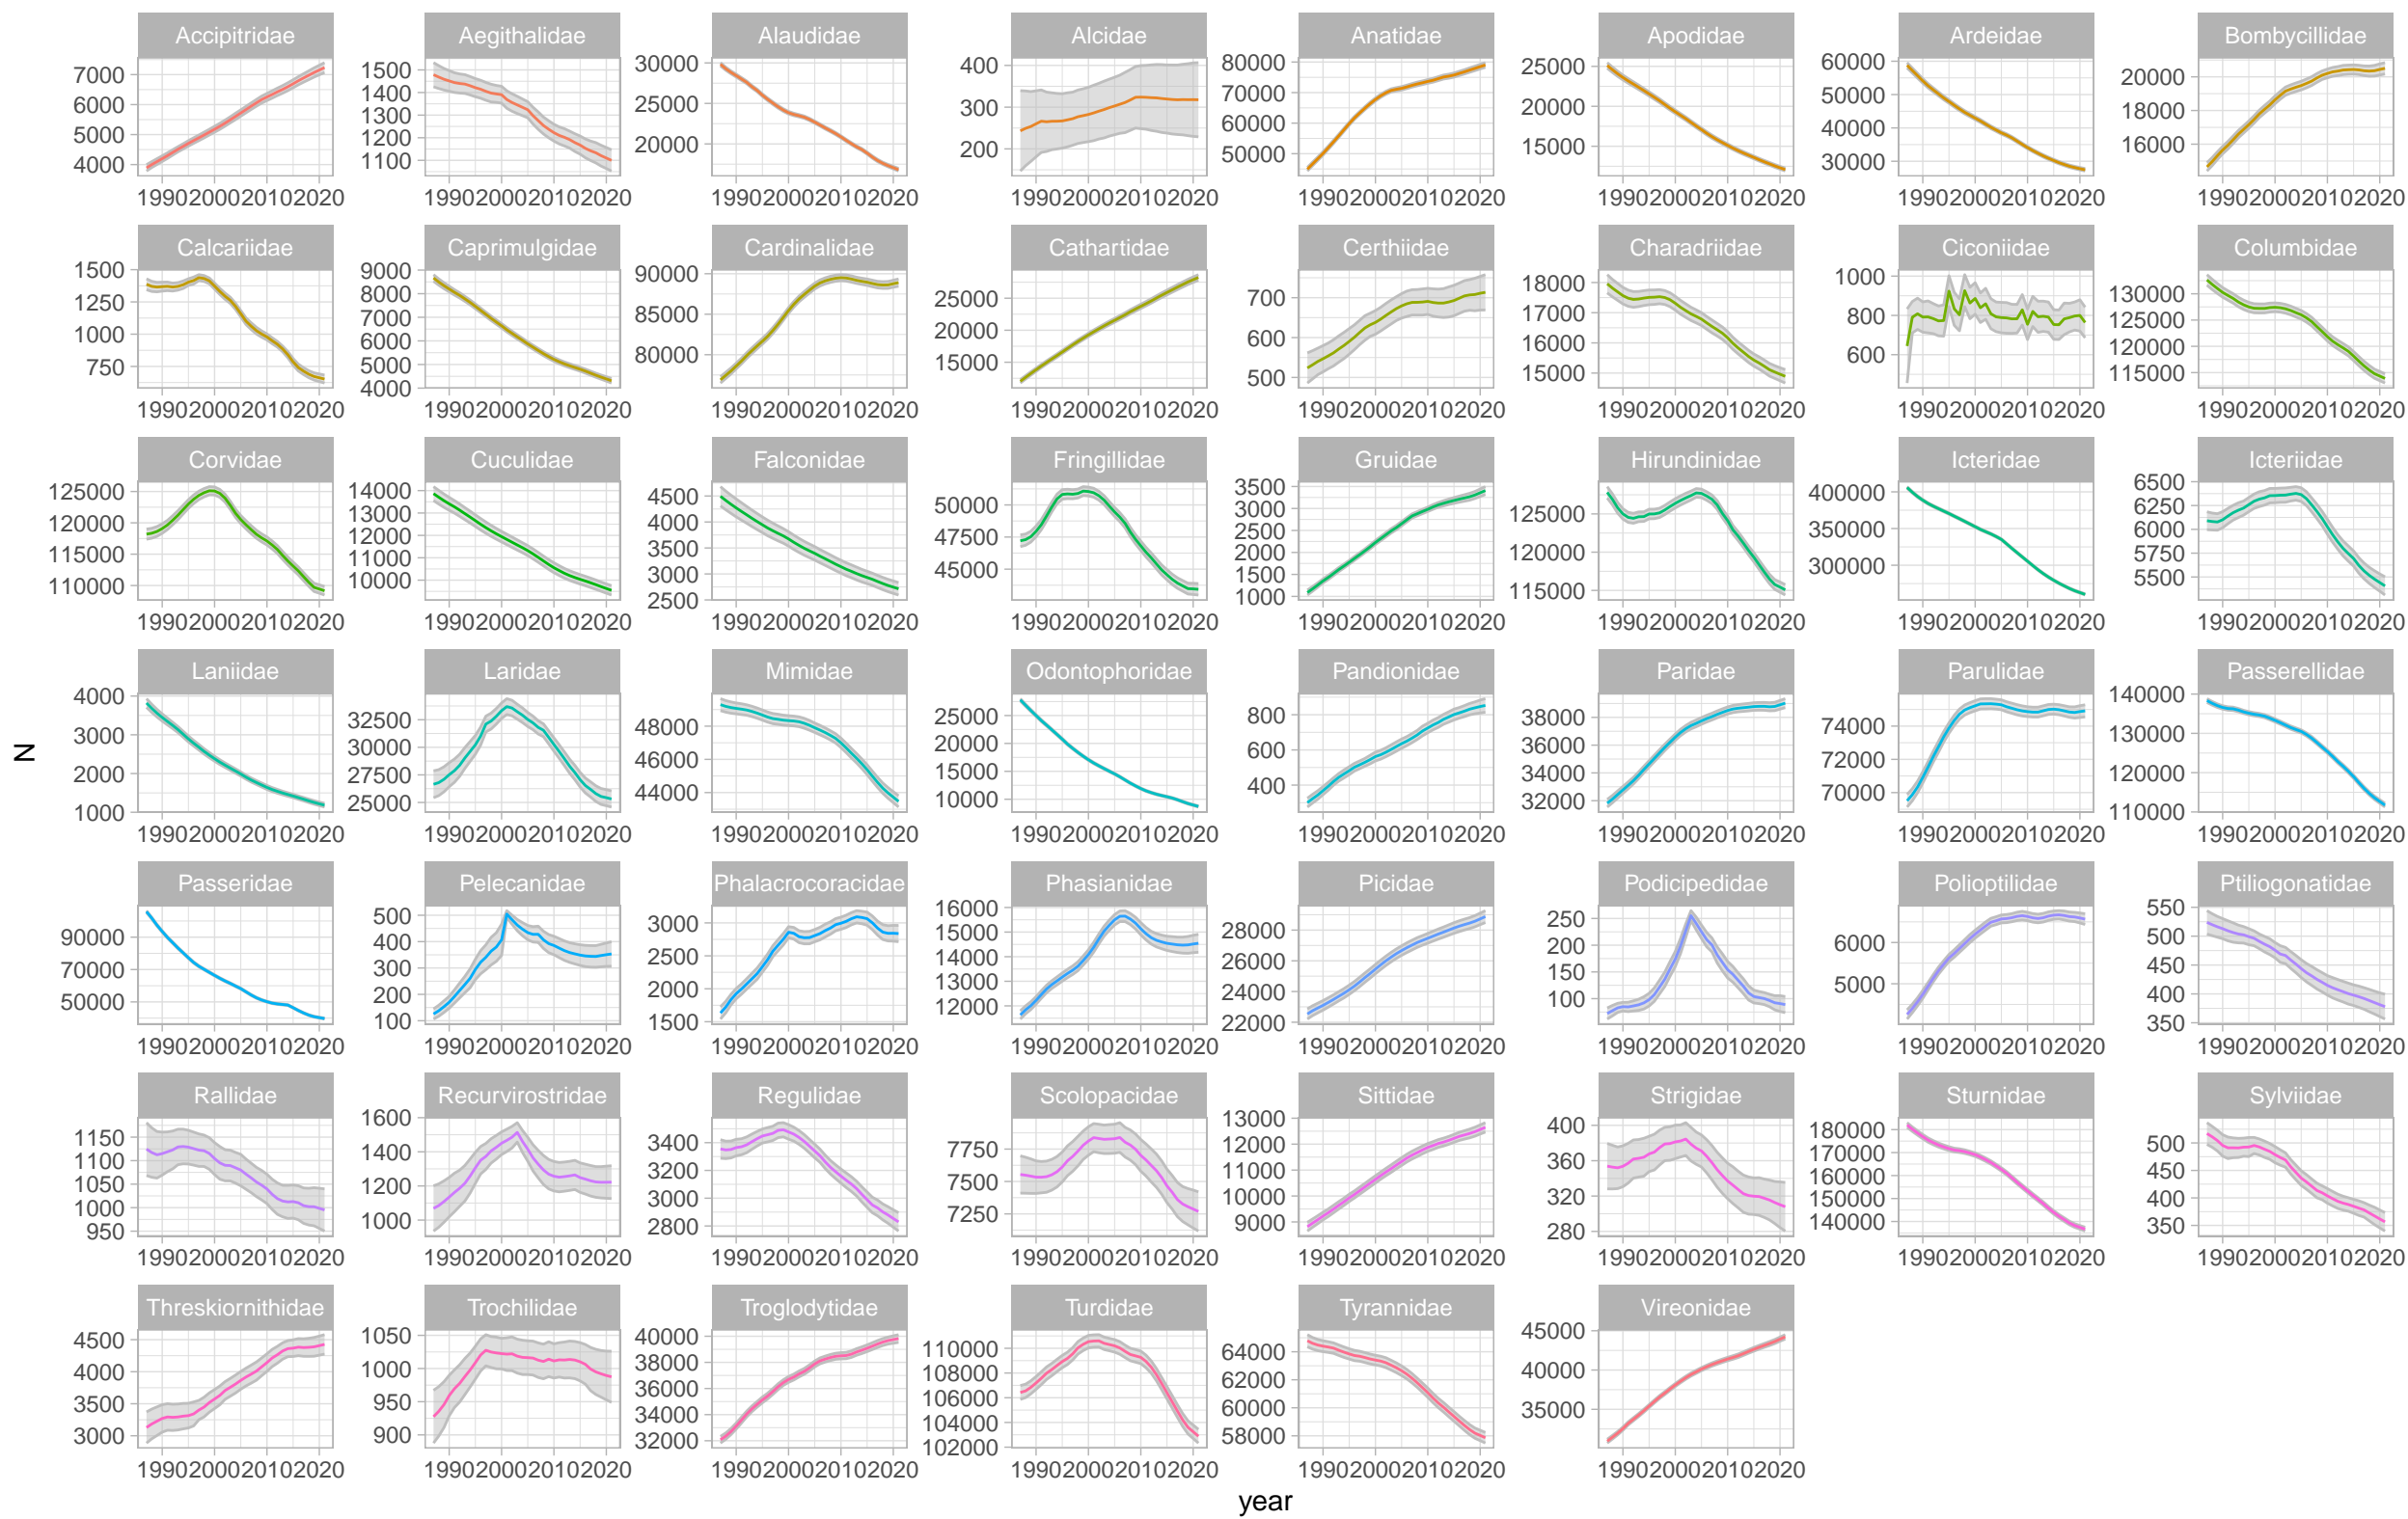 Accipitridae Aegithalidae Alaudidae Alcidae Anatidae Apodidae Ardeidae Bombycillidae
7000 6000 5000 4000
1500 1400 1300 1200 1100
30000 25000 20000
400 300 200
80000 70000 60000 50000
25000 20000 15000
60000 50000 40000 30000
20000 18000 16000
1990200020102020 1990200020102020 1990200020102020 1990200020102020 1990200020102020 1990200020102020 1990200020102020 1990200020102020
Calcariidae Caprimulgidae Cardinalidae Cathartidae Certhiidae Charadriidae Ciconiidae Columbidae
1500 1250 1000 750
9000 8000 7000 6000 5000 4000
90000 85000 80000
25000 20000 15000
700 600 500
18000 17000 16000 15000
1000 800 600
130000 125000 120000 115000
1990200020102020 1990200020102020 1990200020102020 1990200020102020 1990200020102020 1990200020102020 1990200020102020 1990200020102020
Corvidae Cuculidae Falconidae Fringillidae Gruidae Hirundinidae Icteridae Icteriidae
125000 120000 115000 110000
14000 13000 12000 11000 10000
4500 4000 3500 3000 2500
50000 47500 45000
3500 3000 2500 2000 1500 1000
125000 120000 115000
400000 350000 300000
6500 6250 6000 5750 5500
1990200020102020 1990200020102020 1990200020102020 1990200020102020 1990200020102020 1990200020102020 1990200020102020 1990200020102020
Laniidae Laridae Mimidae Odontophoridae Pandionidae Paridae Parulidae Passerellidae
4000 3000 2000 1000
32500 30000 27500 25000
48000 46000 44000
25000 20000 15000 10000
800 600 400
38000 36000 34000 32000
74000 72000 70000
140000 130000 120000 110000
1990200020102020 1990200020102020 1990200020102020 1990200020102020 1990200020102020 1990200020102020 1990200020102020 1990200020102020
N
Passeridae Pelecanidae Phalacrocoracidae Phasianidae Picidae Podicipedidae Polioptilidae Ptiliogonatidae
90000 70000 50000
500 400 300 200 100
3000 2500 2000 1500
16000 15000 14000 13000 12000
28000 26000 24000 22000
250 200 150 100
6000 5000
550 500 450 400 350
1990200020102020 1990200020102020 1990200020102020 1990200020102020 1990200020102020 1990200020102020 1990200020102020 1990200020102020
Rallidae Recurvirostridae Regulidae Scolopacidae Sittidae Strigidae Sturnidae Sylviidae
1150 1100 1050 1000 950
1600 1400 1200 1000
3400 3200 3000 2800
7750 7500 7250
13000 12000 11000 10000 9000
400 360 320 280
180000 170000 160000 150000 140000
500 450 400 350
1990200020102020 1990200020102020 1990200020102020 1990200020102020 1990200020102020 1990200020102020 1990200020102020 1990200020102020
Threskiornithidae Trochilidae Troglodytidae Turdidae Tyrannidae Vireonidae
4500 4000 3500 3000
1050 1000 950 900
40000 38000 36000 34000 32000
110000 108000 106000 104000 102000
64000 62000 60000 58000
45000 40000 35000
1990200020102020 1990200020102020 1990200020102020 1990200020102020 1990200020102020 1990200020102020
year